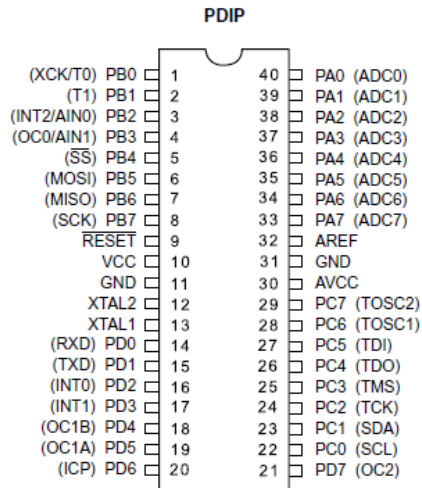 PDIP
(XCK/T0) PB0 1 40 PA0 (ADC0)
(T1) PB1 2 39 PA1 (ADC1)
(INT2/AIN0) PB2 3 38 PA2 (ADC2)
(OC0/AIN1) PB3 4 37 PA3 (ADC3)
(SS) PB4 5 36 PA4 (ADC4)
(MOSI) PB5 6 35 PA5 (ADC5)
(MISO) PB6 7 34 PA6 (ADC6)
(SCK) PB7 8 33 PA7 (ADC7)
RESET 9 32 AREF
VCC 10 31 GND
GND 11 30 AVCC
XTAL2 12 29 PC7 (TOSC2)
XTAL1 13 28 PC6 (TOSC1)
(RXD) PD0 14 27 PC5 (TDI)
(TXD) PD1 15 26 PC4 (TDO)
(INT0) PD2 16 25 PC3 (TMS)
(INT1) PD3 17 24 PC2 (TCK)
(OC1B) PD4 18 23 PC1 (SDA)
(OC1A) PD5 19 22 PC0 (SCL)
(ICP) PD6 20 21 PD7 (OC2)